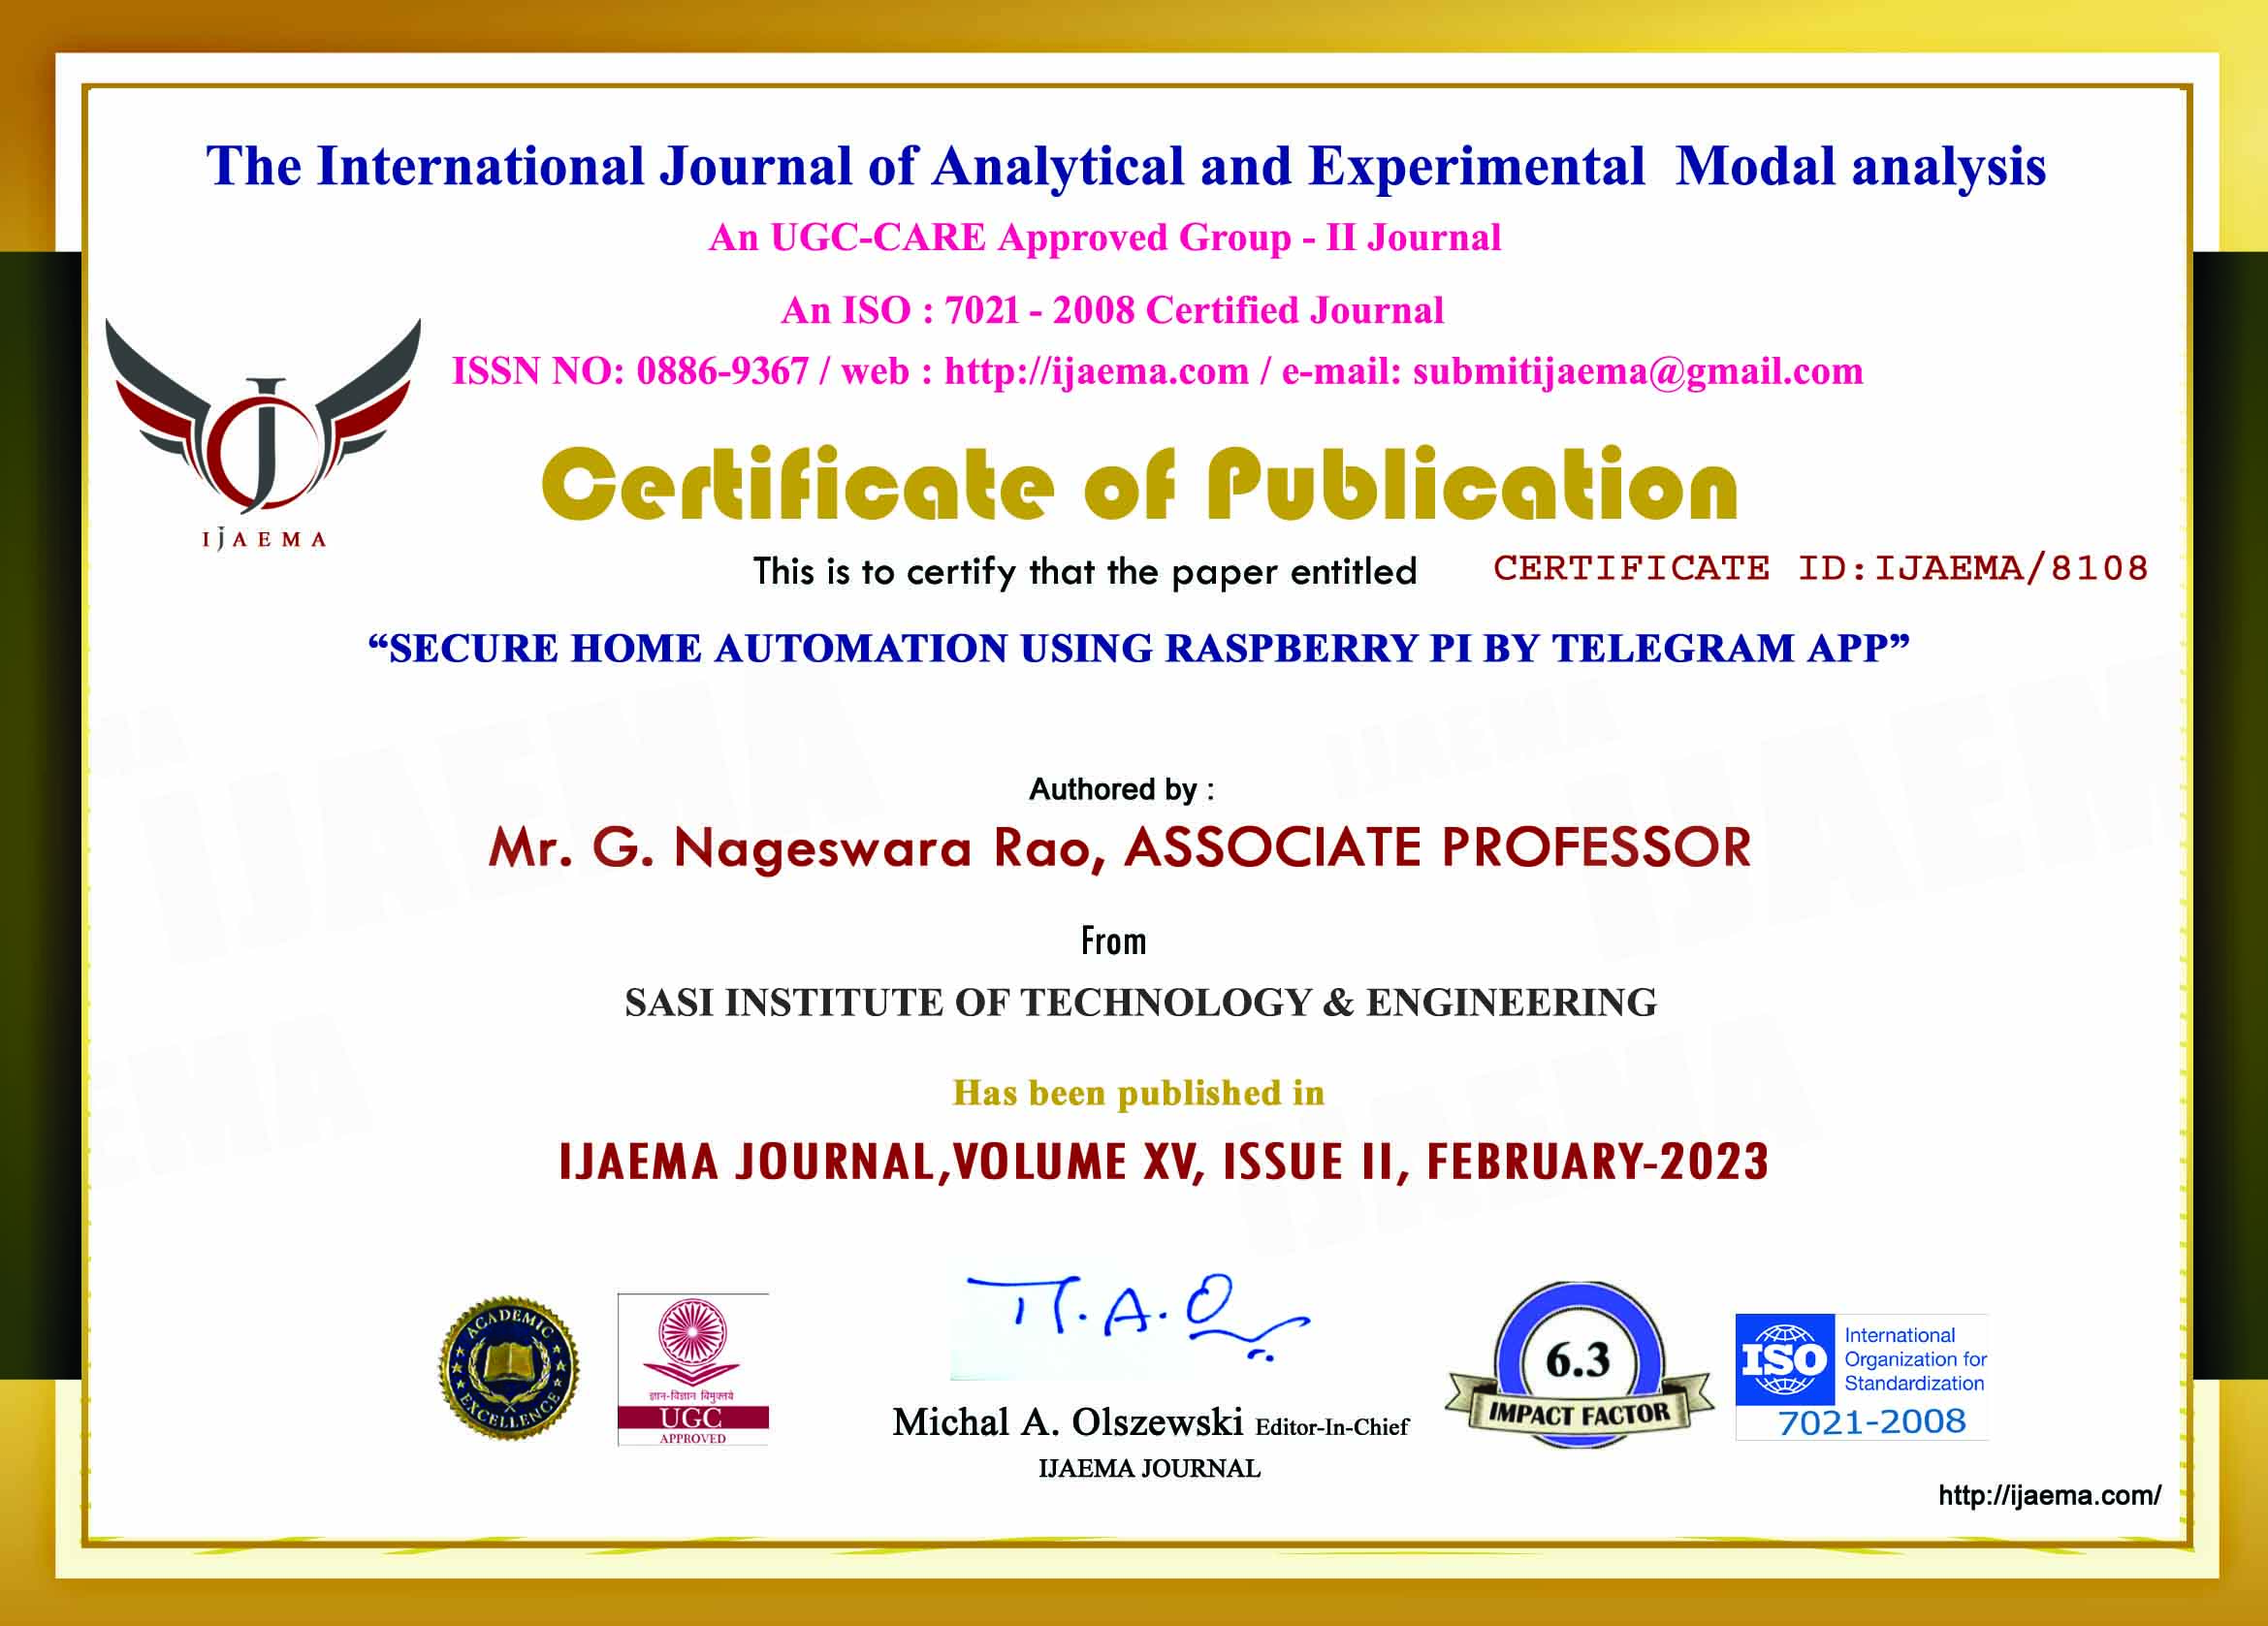 The International Journal of Analytical and Experimental Modal analysis
An UGC-CARE Approved Group - II Journal
An ISO : 7021 - 2008 Certified Journal
ISSN NO: 0886-9367 / web : http://ijaema.com / e-mail: submitijaema@gmail.com
IjAEMA
Certificate of Publication
This is to certify that the paper entitled
CERTIFICATE ID:IJAEMA/8108
“SECURE HOME AUTOMATION USING RASPBERRY PI BY TELEGRAM APP”
Authored by :
Mr. G. Nageswara Rao, ASSOCIATE PROFESSOR
From
SASI INSTITUTE OF TECHNOLOGY & ENGINEERING
Has been published in
IJAEMA JOURNAL,VOLUME XV, ISSUE II, FEBRUARY-2023
ACADEMIC
EXCELLENCE
ज्ञान-विज्ञान विमुक्तये
UGC
APPROVED
M.A.O
Michal A. Olszewski Editor-In-Chief
IJAEMA JOURNAL
6.3
IMPACT FACTOR
ISO
International
Organization for
Standardization
7021-2008
http://ijaema.com/
IJAEMA
IJAEMA
IJAEMA
IJAEMA